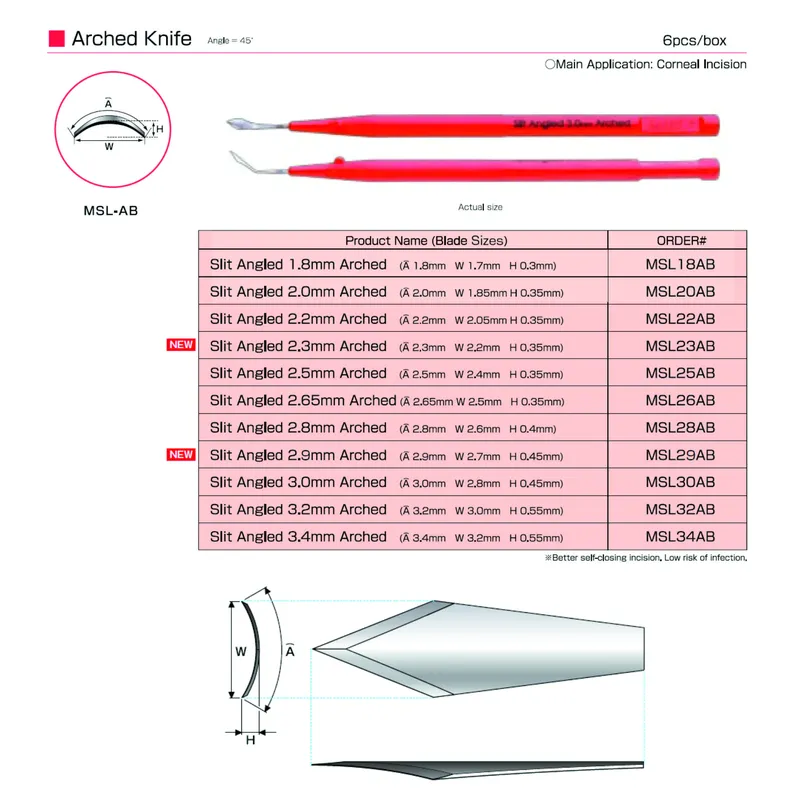 Arched Knife Angle = 45°
6pcs/box
○Main Application: Corneal Incision
A
H
W
MSL-AB
Slit Angled 3.0mm Arched
Actual size
Product Name (Blade Sizes) ORDER#
Slit Angled 1.8mm Arched (Â 1.8mm W 1.7mm H 0.3mm) MSL18AB
Slit Angled 2.0mm Arched (Â 2.0mm W 1.85mm H 0.35mm) MSL20AB
Slit Angled 2.2mm Arched (Â 2.2mm W 2.05mm H 0.35mm) MSL22AB
NEW Slit Angled 2.3mm Arched (Â 2.3mm W 2.2mm H 0.35mm) MSL23AB
Slit Angled 2.5mm Arched (Â 2.5mm W 2.4mm H 0.35mm) MSL25AB
Slit Angled 2.65mm Arched (Â 2.65mm W 2.5mm H 0.35mm) MSL26AB
Slit Angled 2.8mm Arched (Â 2.8mm W 2.6mm H 0.4mm) MSL28AB
NEW Slit Angled 2.9mm Arched (Â 2.9mm W 2.7mm H 0.45mm) MSL29AB
Slit Angled 3.0mm Arched (Â 3.0mm W 2.8mm H 0.45mm) MSL30AB
Slit Angled 3.2mm Arched (Â 3.2mm W 3.0mm H 0.55mm) MSL32AB
Slit Angled 3.4mm Arched (Â 3.4mm W 3.2mm H 0.55mm) MSL34AB
※Better self-closing incision, Low risk of infection.
W
A
H